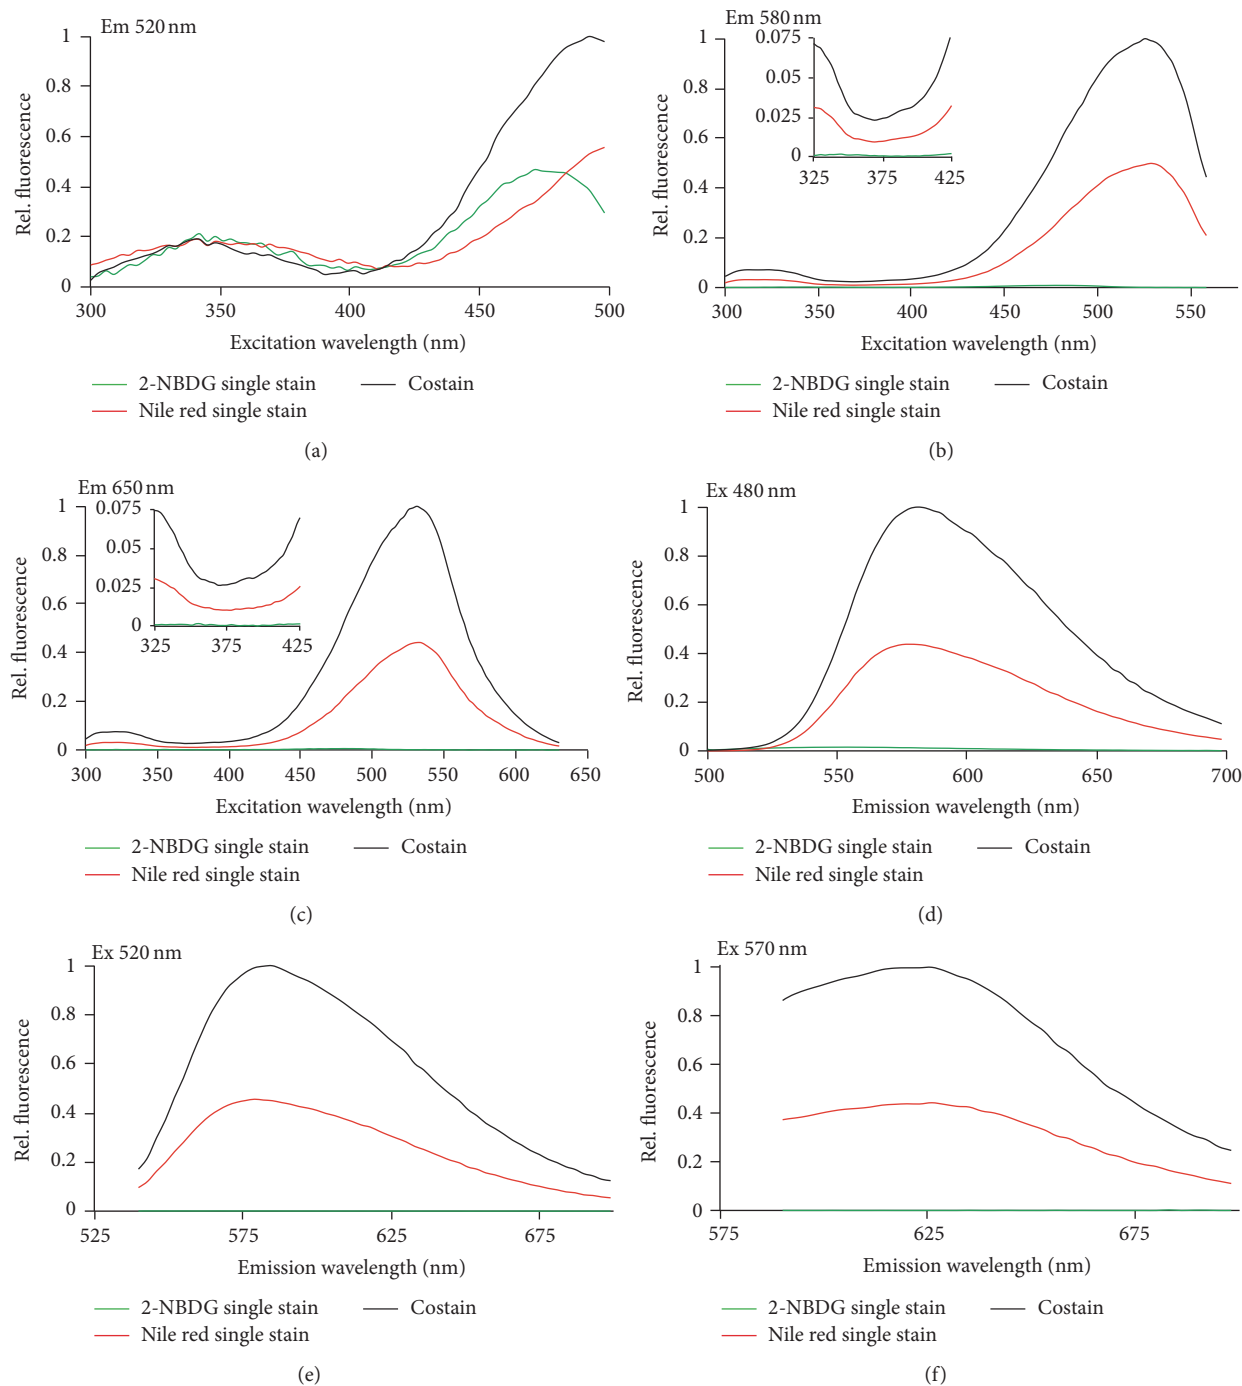 Em 520 nm
Rel. fluorescence
1
0.8
0.6
0.4
0.2
0
300 350 400 450 500
Excitation wavelength (nm)
2-NBDG single stain Costain
Nile red single stain
(a)
Em 580 nm
Rel. fluorescence
1
0.8
0.6
0.4
0.2
0
0.075
0.05
0.025
0
325 375 425
300 350 400 450 500 550
Excitation wavelength (nm)
2-NBDG single stain Costain
Nile red single stain
(b)
Em 650 nm
Rel. fluorescence
1
0.8
0.6
0.4
0.2
0
0.075
0.05
0.025
0
325 375 425
300 350 400 450 500 550 600 650
Excitation wavelength (nm)
2-NBDG single stain Costain
Nile red single stain
(c)
Ex 480 nm
Rel. fluorescence
1
0.8
0.6
0.4
0.2
0
500 550 600 650 700
Emission wavelength (nm)
2-NBDG single stain Costain
Nile red single stain
(d)
Ex 520 nm
Rel. fluorescence
1
0.8
0.6
0.4
0.2
0
525 575 625 675
Emission wavelength (nm)
2-NBDG single stain Costain
Nile red single stain
(e)
Ex 570 nm
Rel. fluorescence
1
0.8
0.6
0.4
0.2
0
575 625 675
Emission wavelength (nm)
2-NBDG single stain Costain
Nile red single stain
(f)